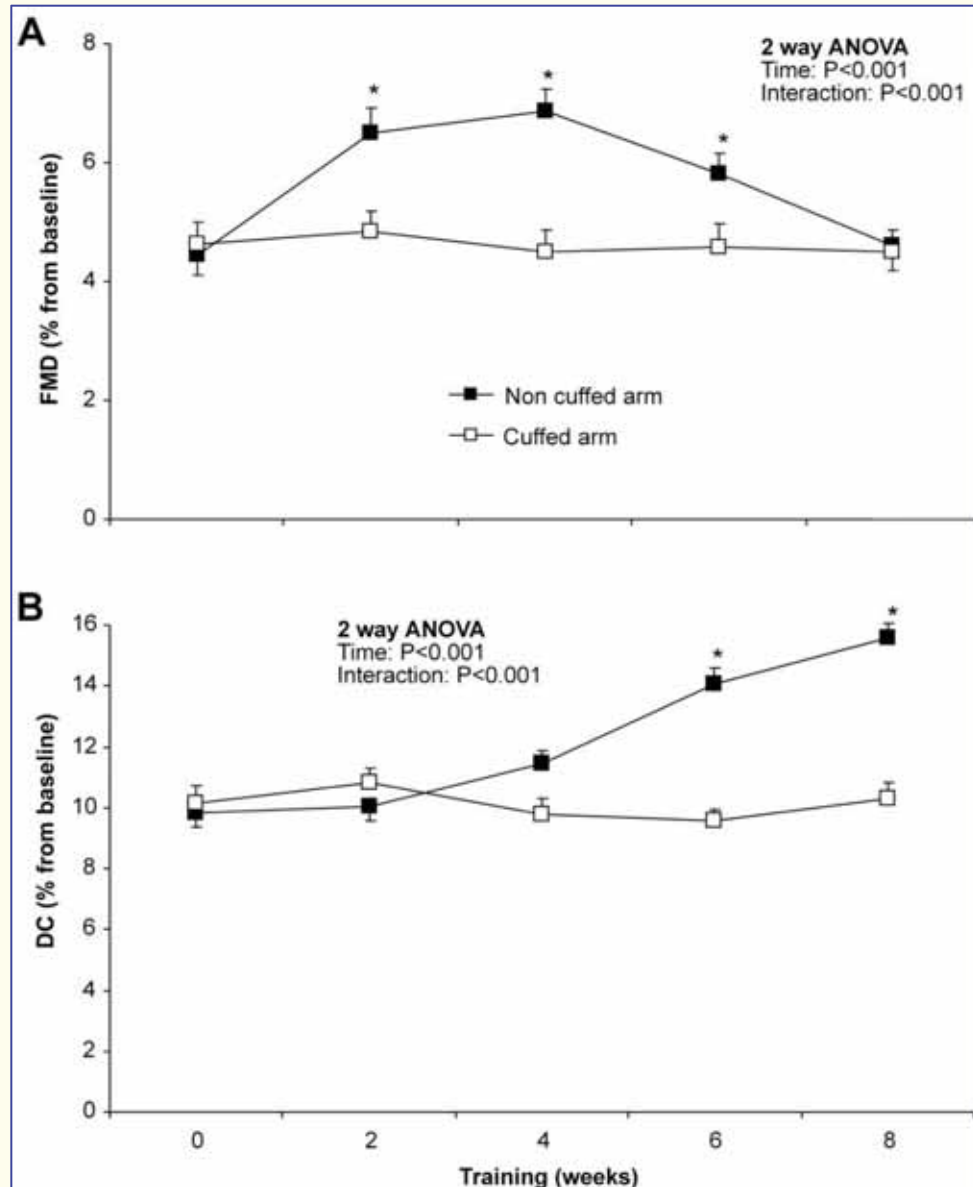 A
8
2 way ANOVA
Time: P<0.001
Interaction: P<0.001
*
*
*
6
4
2
0
FMD (% from baseline)
Non cuffed arm
Cuffed arm
B
16
2 way ANOVA
Time: P<0.001
Interaction: P<0.001
*
*
14
12
10
8
6
4
2
0
DC (% from baseline)
0 2 4 6 8
Training (weeks)